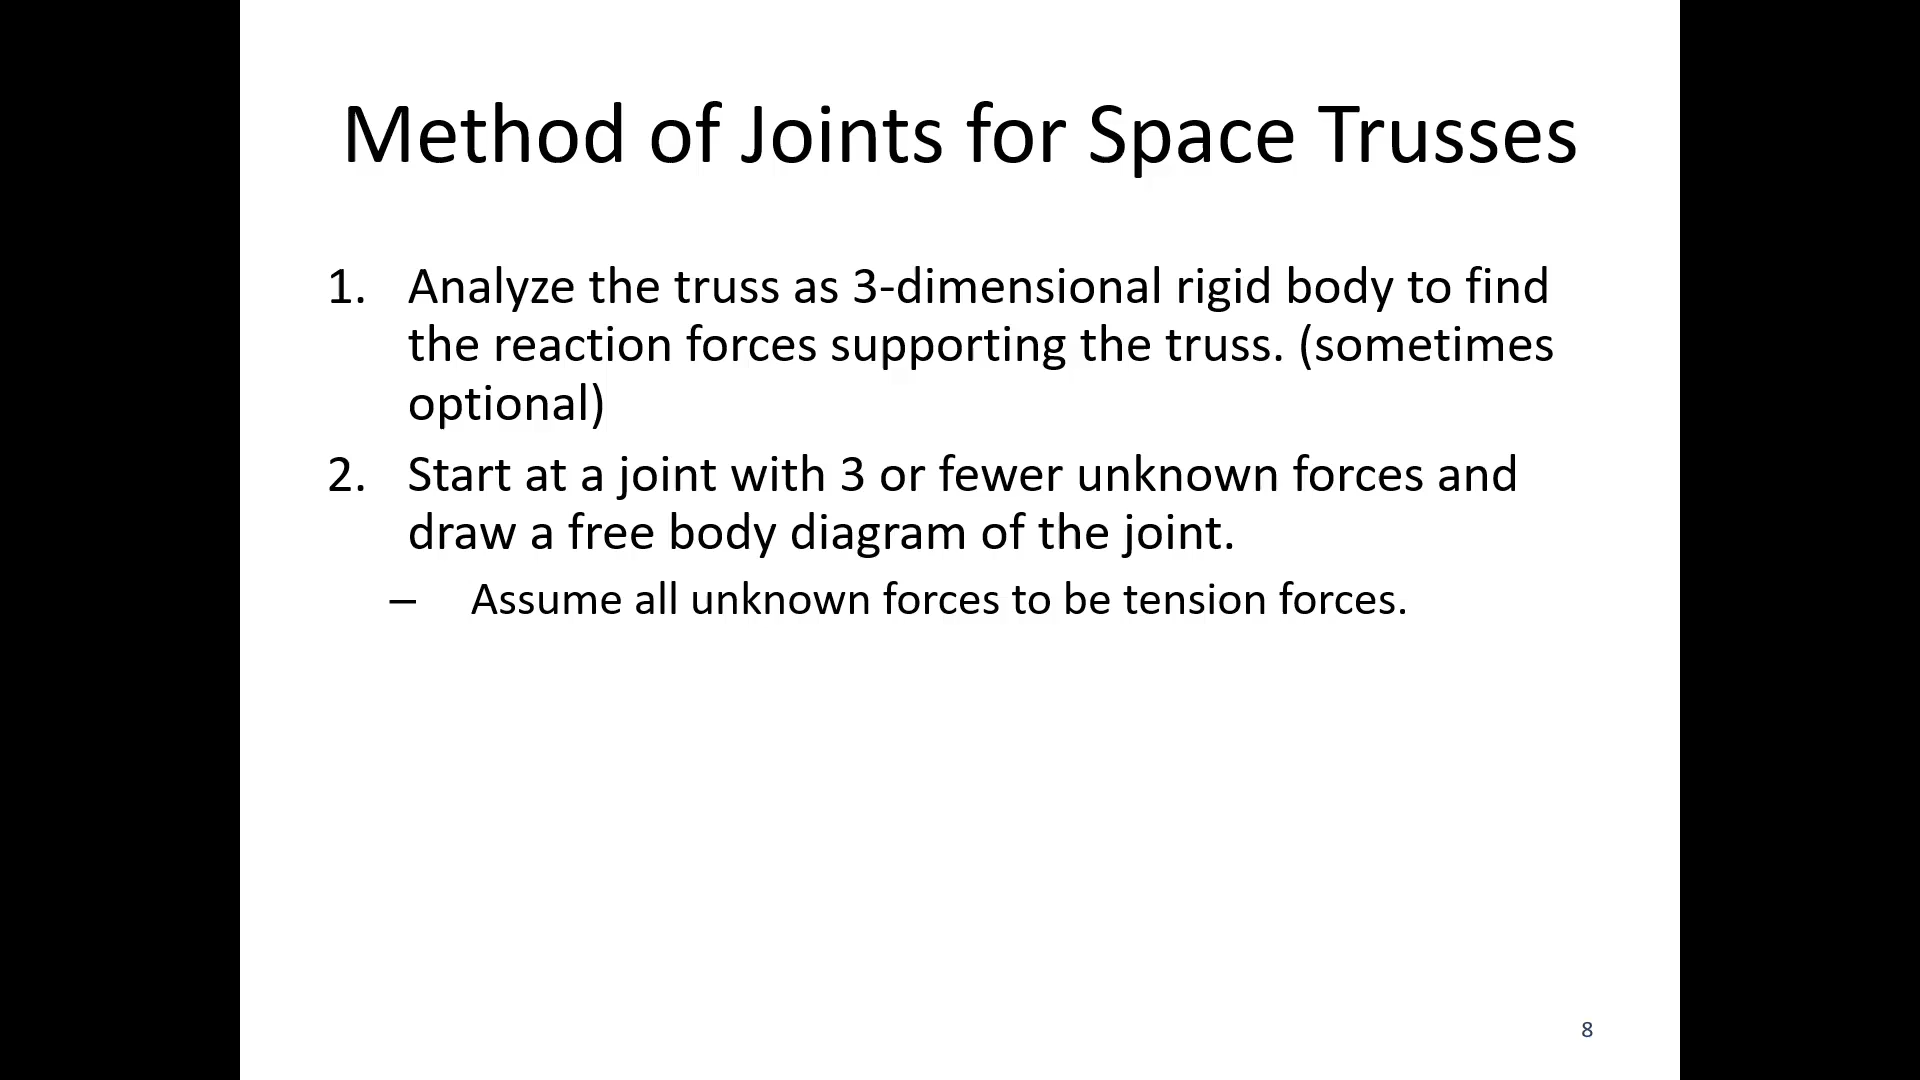 Method of Joints for Space Trusses
1. Analyze the truss as 3-dimensional rigid body to find
the reaction forces supporting the truss. (sometimes
optional)
2. Start at a joint with 3 or fewer unknown forces and
draw a free body diagram of the joint.
– Assume all unknown forces to be tension forces.
8